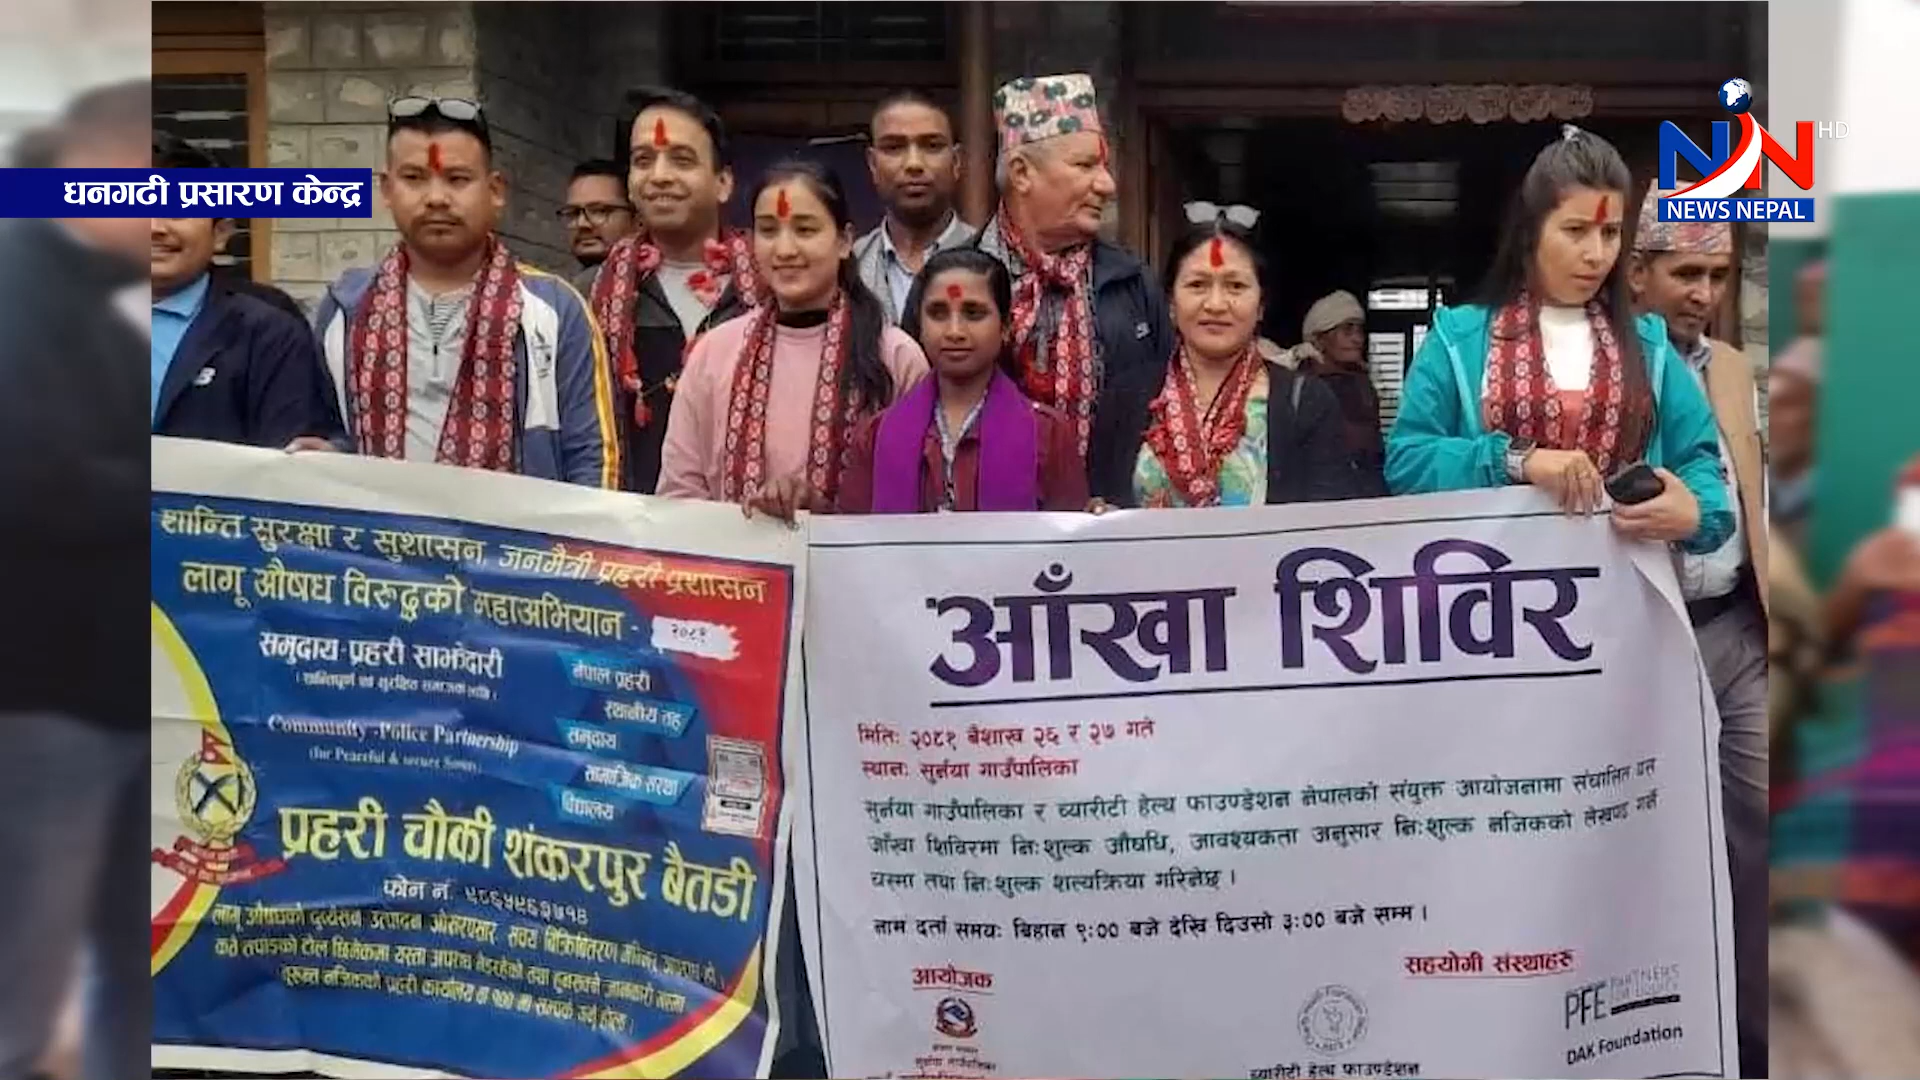 धनगढी प्रसारण केन्द्र
NN HD
NEWS NEPAL
शान्ति सुरक्षा र सुशासन, जनमैत्री प्रहरी प्रशासन
लागू औषध विरुद्धको महाअभियान - २०८१
समुदाय-प्रहरी साझेदारी
Community -Police Partnership
नेपाल प्रहरी
स्थानीय तह
समुदाय
सामाजिक संस्था
विद्यालय
प्रहरी चौकी शंकरपुर बैतडी
फोन नं.
आँखा शिविर
मितिः २०८१ बैशाख २६ र २७ गते
स्थानः सुर्नया गाउँपालिका
सुर्नया गाउँपालिका र च्यारीटी हेल्थ फाउण्डेशन नेपालको संयुक्त आयोजनामा संचालित यस
आँखा शिविरमा निःशुल्क औषधि, आवश्यकता अनुसार निःशुल्क नजिकको लेखपढ गर्ने
चस्मा तथा निःशुल्क शल्यक्रिया गरिनेछ ।
नाम दर्ता समयः बिहान ९:०० बजे देखि दिउसो ३:०० बजे सम्म ।
आयोजक
सहयोगी संस्थाहरु
सुर्नया गाउँपालिका
च्यारीटी हेल्थ फाउण्डेशन
PFE PARTNERS
DAK Foundation